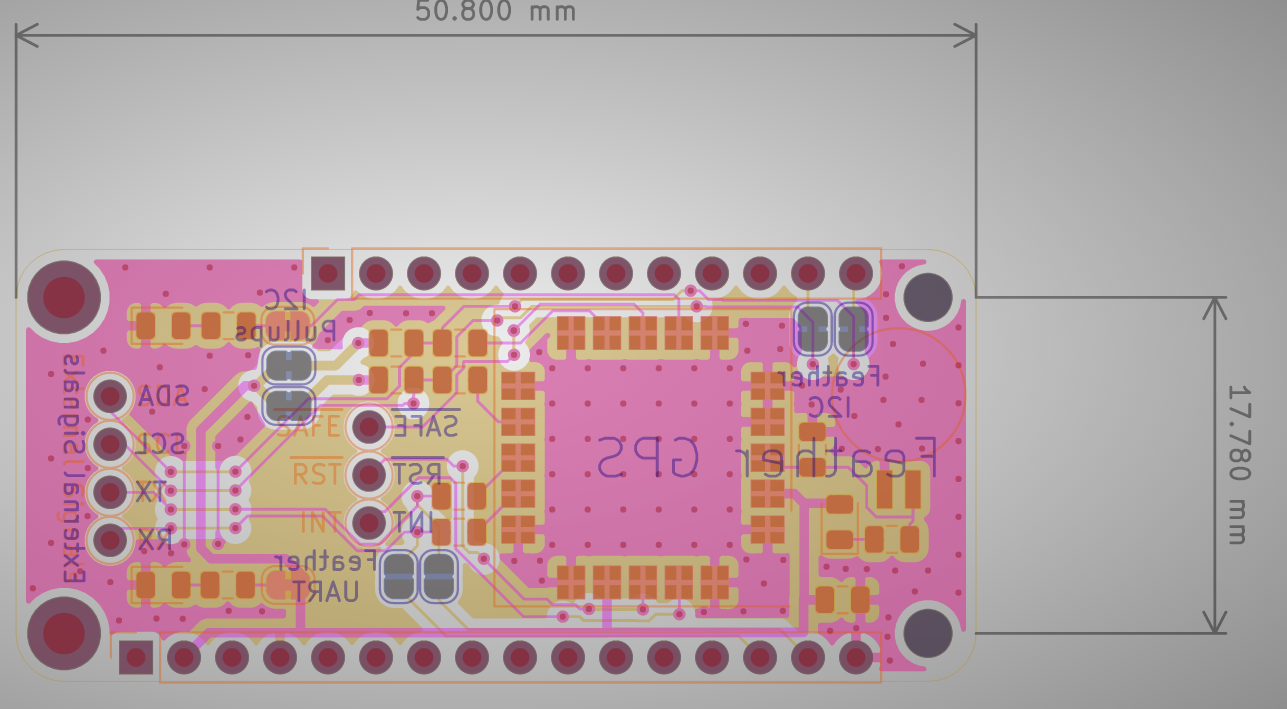 50.800 mm
I2C
Pullups
SDA
SCL
TX
RX
External Signals
SAFE
SAFE
RST
RST
INT
INT
Feather
UART
Feather GPS
Feather
I2C
17.780 mm